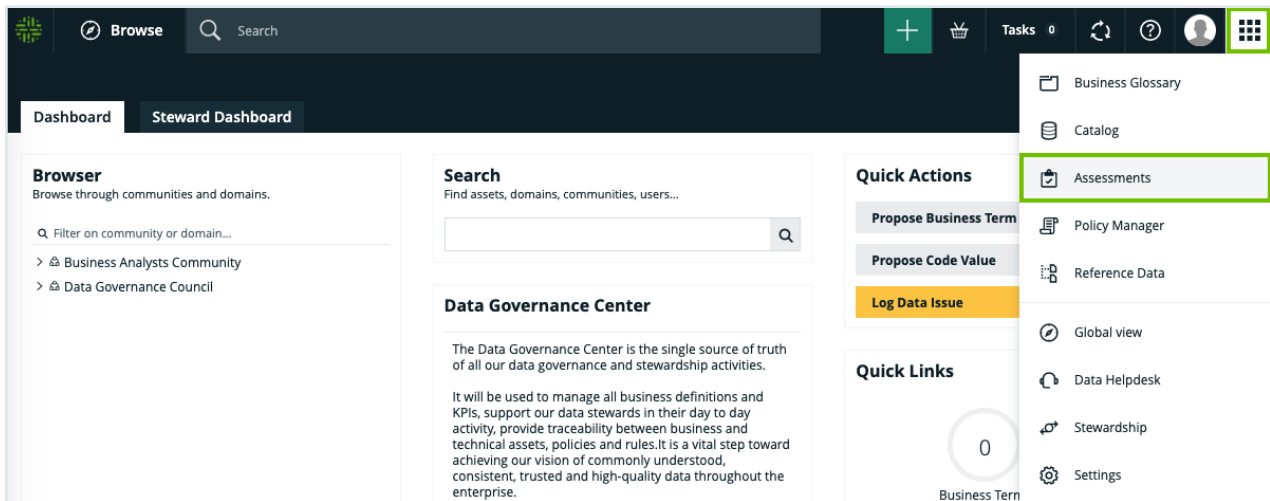 Browse
Search
Tasks 0
Dashboard
Steward Dashboard
Browser
Browse through communities and domains.
Filter on community or domain...
Business Analysts Community
Data Governance Council
Search
Find assets, domains, communities, users...
Data Governance Center
The Data Governance Center is the single source of truth
of all our data governance and stewardship activities.
It will be used to manage all business definitions and
KPIs, support our data stewards in their day to day
activity, provide traceability between business and
technical assets, policies and rules.It is a vital step toward
achieving our vision of commonly understood,
consistent, trusted and high-quality data throughout the
enterprise.
Quick Actions
Propose Business Term
Propose Code Value
Log Data Issue
Quick Links
0
Business Tern
Business Glossary
Catalog
Assessments
Policy Manager
Reference Data
Global view
Data Helpdesk
Stewardship
Settings